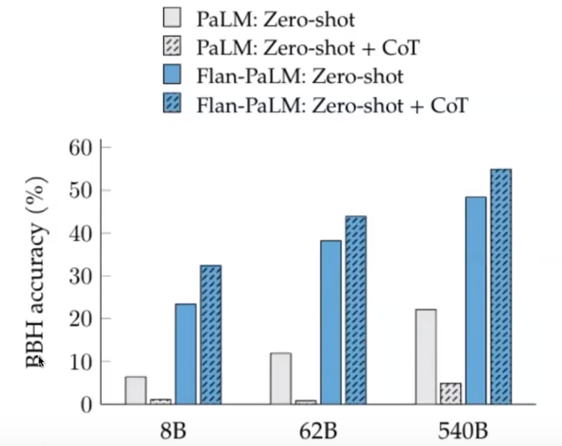 PaLM: Zero-shot
PaLM: Zero-shot + CoT
Flan-PaLM: Zero-shot
Flan-PaLM: Zero-shot + CoT
BBH accuracy (%)
60
50
40
30
20
10
0
8B
62B
540B